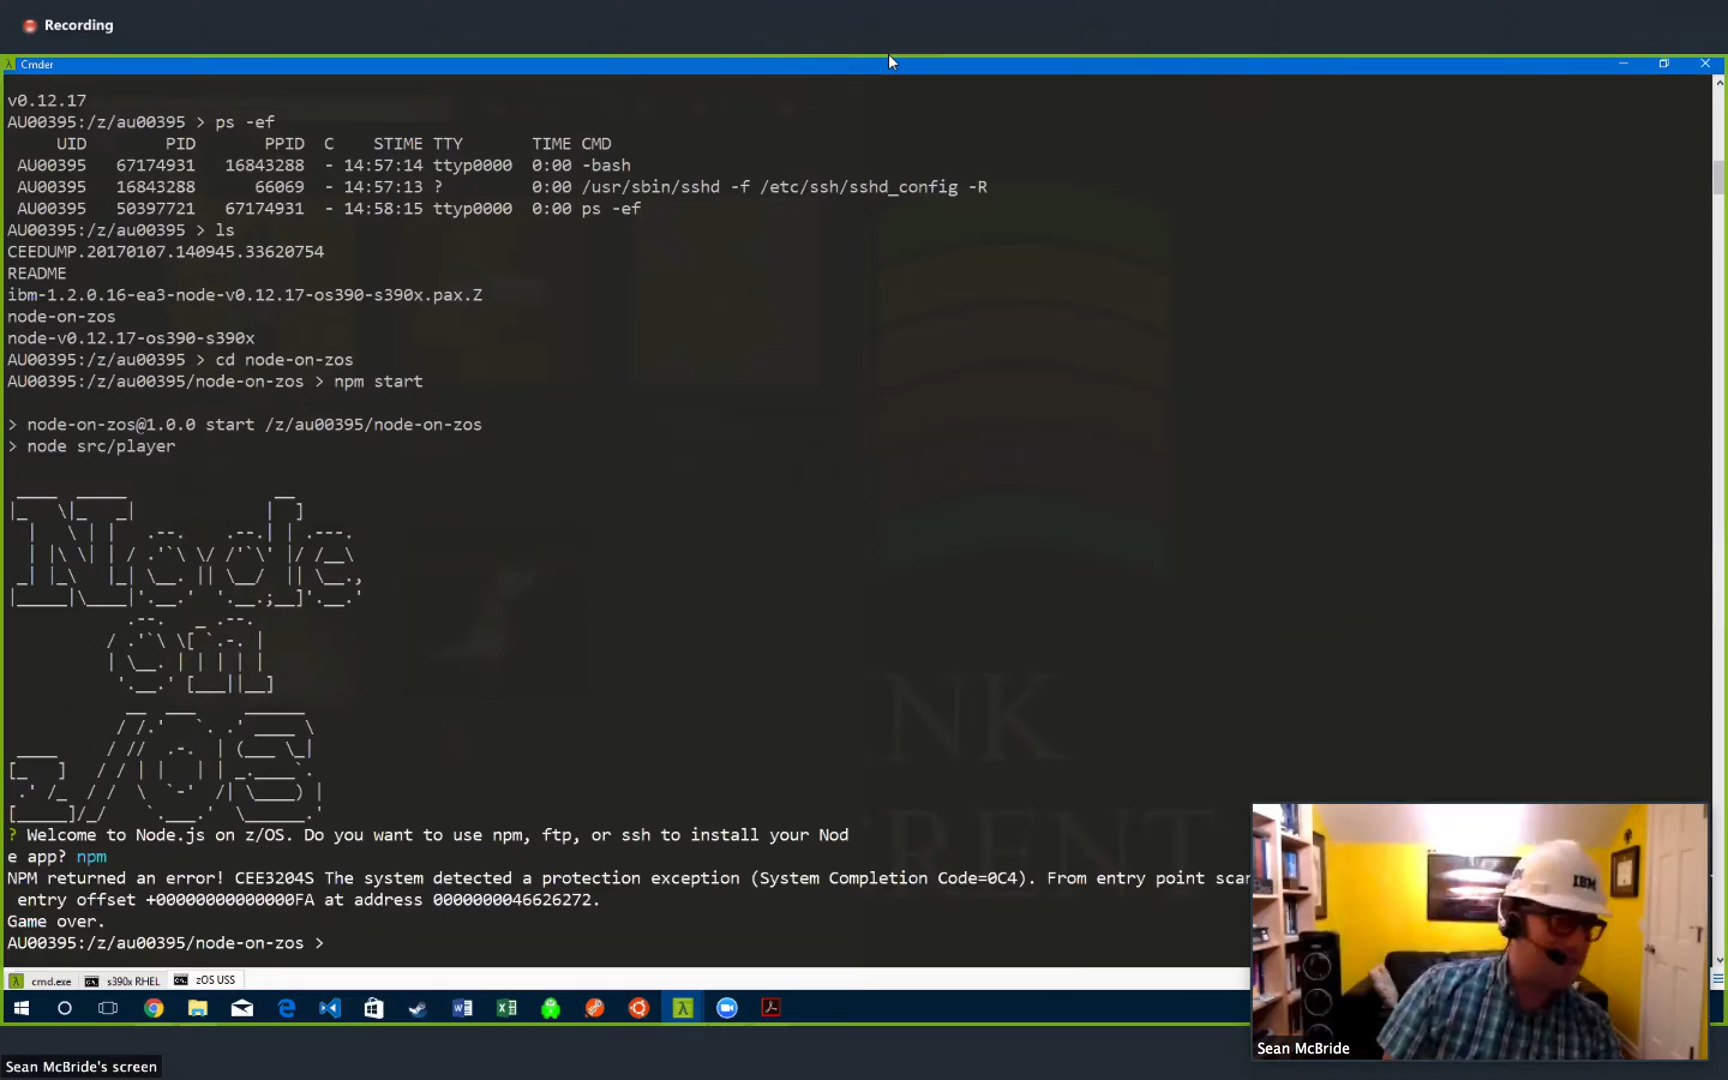 Recording
Cmder
v0.12.17
AU00395:/z/au00395 > ps -ef
UID PID PPID C STIME TTY TIME CMD
AU00395 67174931 16843288 - 14:57:14 ttyp0000 0:00 -bash
AU00395 16843288 66069 - 14:57:13 ? 0:00 /usr/sbin/sshd -f /etc/ssh/sshd_config -R
AU00395 50397721 67174931 - 14:58:15 ttyp0000 0:00 ps -ef
AU00395:/z/au00395 > ls
CEEDUMP.20170107.140945.33620754
README
ibm-1.2.0.16-ea3-node-v0.12.17-os390-s390x.pax.Z
node-on-zos
node-v0.12.17-os390-s390x
AU00395:/z/au00395 > cd node-on-zos
AU00395:/z/au00395/node-on-zos > npm start
> node-on-zos@1.0.0 start /z/au00395/node-on-zos
> node src/player
Node
on
z/OS
? Welcome to Node.js on z/OS. Do you want to use npm, ftp, or ssh to install your Nod
e app? npm
NPM returned an error! CEE3204S The system detected a protection exception (System Completion Code=0C4). From entry point scan
entry offset +00000000000000FA at address 0000000046626272.
Game over.
AU00395:/z/au00395/node-on-zos >
NK
RENT
IBM
Sean McBride
cmd.exe s390x RHEL zOS USS
Sean McBride's screen